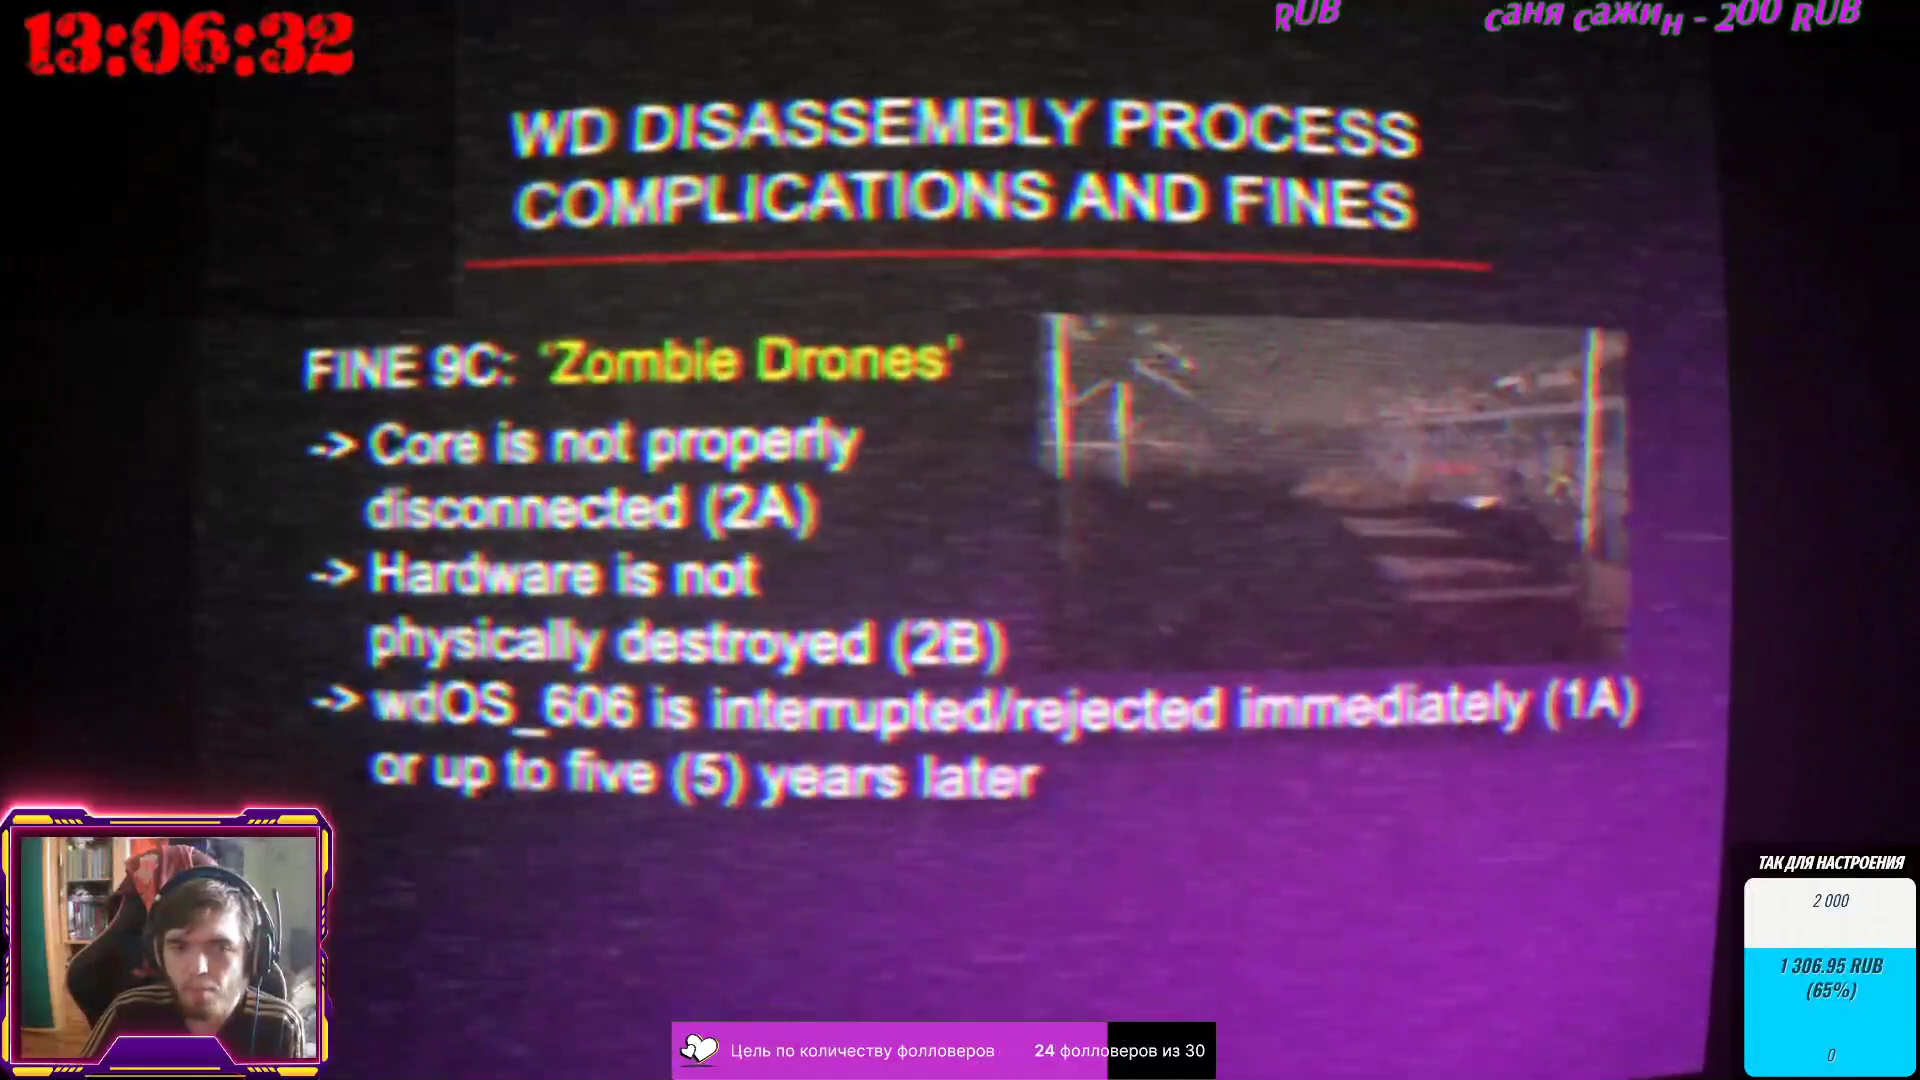 13:06:32
RUB
саня сажин - 200 RUB
WD DISASSEMBLY PROCESS
COMPLICATIONS AND FINES
FINE 9C: 'Zombie Drones'
-> Core is not properly
disconnected (2A)
-> Hardware is not
physically destroyed (2B)
-> wdOS_606 is interrupted/rejected immediately (1A)
or up to five (5) years later
ТАК ДЛЯ НАСТРОЕНИЯ
2 000
1 306.95 RUB
(65%)
0
Цель по количеству фолловеров 24 фолловеров из 30